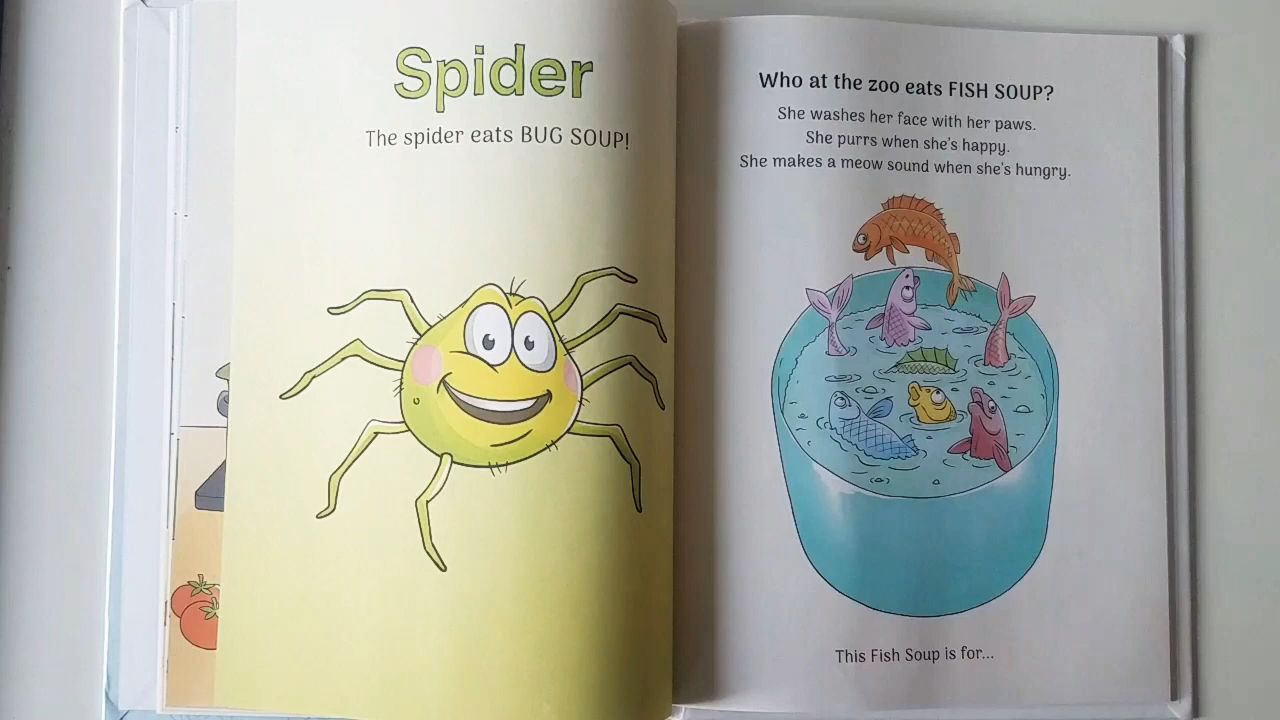 Spider
The spider eats BUG SOUP!
Who at the zoo eats FISH SOUP?
She washes her face with her paws.
She purrs when she's happy.
She makes a meow sound when she's hungry.
This Fish Soup is for...